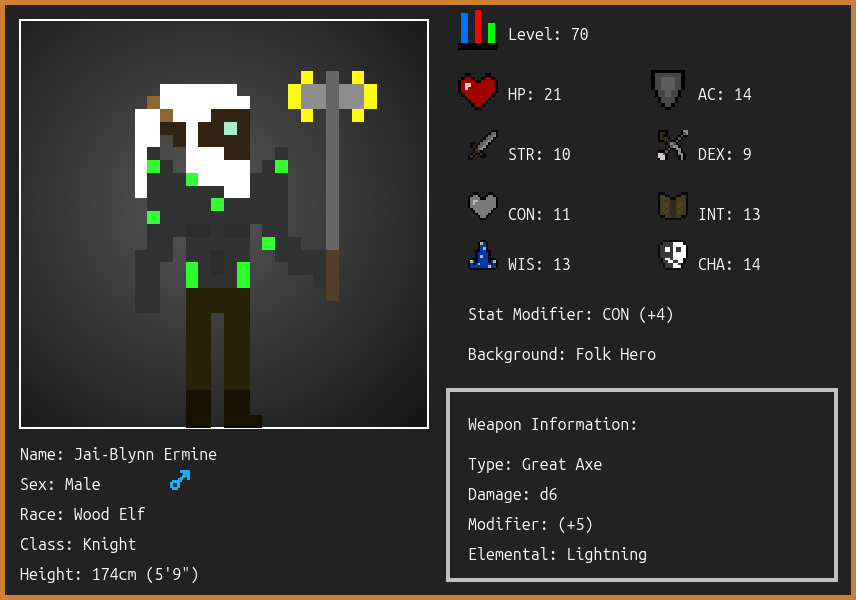 Level: 70
HP: 21
AC: 14
STR: 10
DEX: 9
CON: 11
INT: 13
WIS: 13
CHA: 14
Stat Modifier: CON (+4)
Background: Folk Hero
Name: Jai-Blynn Ermine
Sex: Male
Race: Wood Elf
Class: Knight
Height: 174cm (5'9")
Weapon Information:
Type: Great Axe
Damage: d6
Modifier: (+5)
Elemental: Lightning